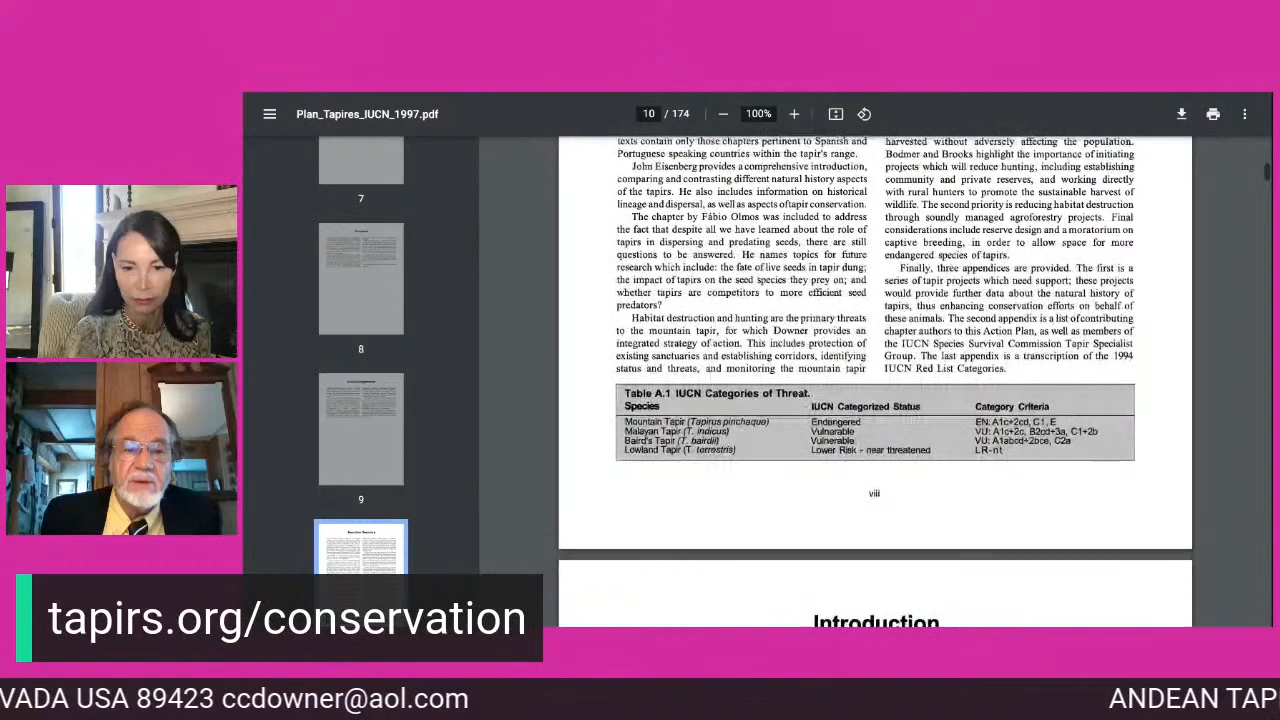 Plan_Tapires_IUCN_1997.pdf
10 / 174
100%
7
8
9
texts contain only those chapters pertinent to Spanish and
Portuguese speaking countries within the tapir's range.
John Eisenberg provides a comprehensive introduction,
comparing and contrasting different natural history aspects
of the tapirs. He also includes information on historical
lineage and dispersal, as well as aspects of tapir conservation.
The chapter by Fábio Olmos was included to address
the fact that despite all we have learned about the role of
tapirs in dispersing and predating seeds, there are still
questions to be answered. He names topics for future
research which include: the fate of live seeds in tapir dung;
the impact of tapirs on the seed species they prey on; and
whether tapirs are competitors to more efficient seed
predators?
Habitat destruction and hunting are the primary threats
to the mountain tapir, for which Downer provides an
integrated strategy of action. This includes protection of
existing sanctuaries and establishing corridors, identifying
status and threats, and monitoring the mountain tapir
harvested without adversely affecting the population.
Bodmer and Brooks highlight the importance of initiating
projects which will reduce hunting, including establishing
community and private reserves, and working directly
with rural hunters to promote the sustainable harvest of
wildlife. The second priority is reducing habitat destruction
through soundly managed agroforestry projects. Final
considerations include reserve design and a moratorium on
captive breeding, in order to allow space for more
endangered species of tapirs.
Finally, three appendices are provided. The first is a
series of tapir projects which need support; these projects
would provide further data about the natural history of
tapirs, thus enhancing conservation efforts on behalf of
these animals. The second appendix is a list of contributing
chapter authors to this Action Plan, as well as members of
the IUCN Species Survival Commission Tapir Specialist
Group. The last appendix is a transcription of the 1994
IUCN Red List Categories.
Table A.1 IUCN Categories of Threat.
Species IUCN Categorized Status Category Criteria
Mountain Tapir (Tapirus pinchaque) Endangered EN: A1c+2cd, C1, E
Malayan Tapir (T. indicus) Vulnerable VU: A1c+2c, B2cd+3a, C1+2b
Baird's Tapir (T. bairdii) Vulnerable VU: A1abcd+2bce, C2a
Lowland Tapir (T. terrestris) Lower Risk - near threatened LR-nt
viii
Introduction
tapirs.org/conservation
VADA USA 89423 ccdowner@aol.com
ANDEAN TAP